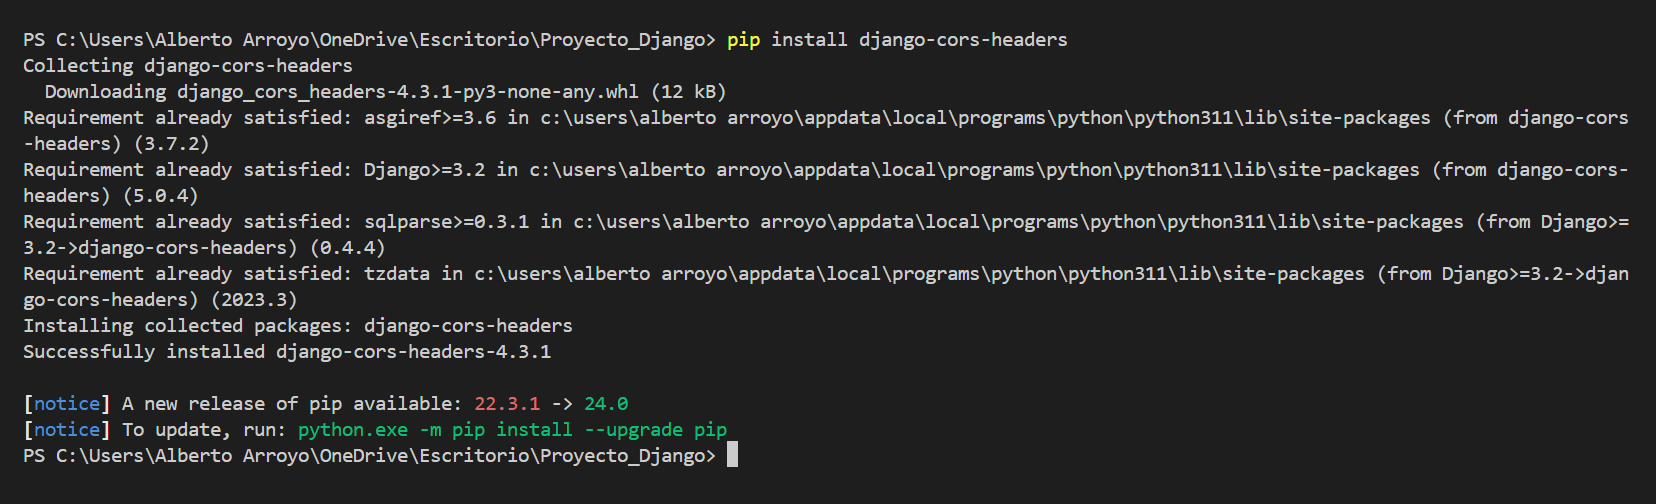 PS C:\Users\Alberto Arroyo\OneDrive\Escritorio\Proyecto_Django> pip install django-cors-headers
Collecting django-cors-headers
  Downloading django_cors_headers-4.3.1-py3-none-any.whl (12 kB)
Requirement already satisfied: asgiref>=3.6 in c:\users\alberto arroyo\appdata\local\programs\python\python311\lib\site-packages (from django-cors
-headers) (3.7.2)
Requirement already satisfied: Django>=3.2 in c:\users\alberto arroyo\appdata\local\programs\python\python311\lib\site-packages (from django-cors-
headers) (5.0.4)
Requirement already satisfied: sqlparse>=0.3.1 in c:\users\alberto arroyo\appdata\local\programs\python\python311\lib\site-packages (from Django>=
3.2->django-cors-headers) (0.4.4)
Requirement already satisfied: tzdata in c:\users\alberto arroyo\appdata\local\programs\python\python311\lib\site-packages (from Django>=3.2->djan
go-cors-headers) (2023.3)
Installing collected packages: django-cors-headers
Successfully installed django-cors-headers-4.3.1
[notice] A new release of pip available: 22.3.1 -> 24.0
[notice] To update, run: python.exe -m pip install --upgrade pip
PS C:\Users\Alberto Arroyo\OneDrive\Escritorio\Proyecto_Django>